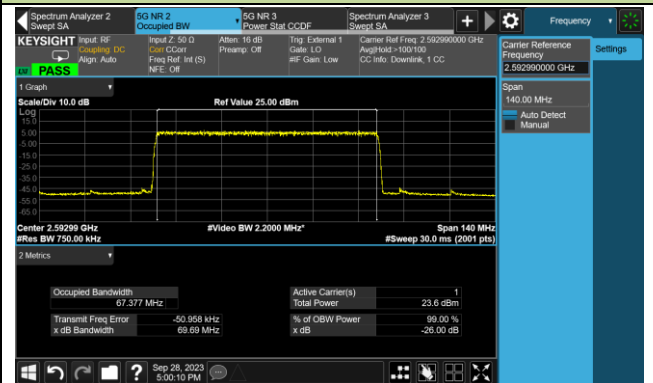 Spectrum Analyzer 2
Swept SA
5G NR 2
Occupied BW
5G NR 3
Power Stat CCDF
Spectrum Analyzer 3
Swept SA
Frequency
KEYSIGHT
Input: RF
Coupling: DC
Align: Auto
Input Z: 50 Ω
Corr CCorr
Freq Ref: Int (S)
NFE: Off
Atten: 16 dB
Preamp: Off
Trig: External 1
Gate: LO
#IF Gain: Low
Carrier Ref Freq: 2.592990000 GHz
Avg|Hold:>100/100
CC Info: Downlink, 1 CC
PASS
Carrier Reference
Frequency
2.592990000 GHz
Settings
Span
140.00 MHz
Auto Detect
Manual
1 Graph
Scale/Div 10.0 dB
Ref Value 25.00 dBm
Log
15.0
5.00
-5.00
-15.0
-25.0
-35.0
-45.0
-55.0
-65.0
Center 2.59299 GHz
#Video BW 2.2000 MHz*
Span 140 MHz
#Res BW 750.00 kHz
#Sweep 30.0 ms (2001 pts)
2 Metrics
Occupied Bandwidth
67.377 MHz
Active Carrier(s) 1
Total Power 23.6 dBm
Transmit Freq Error -50.958 kHz
% of OBW Power 99.00 %
x dB Bandwidth 69.69 MHz
x dB -26.00 dB
Sep 28, 2023
5:00:10 PM